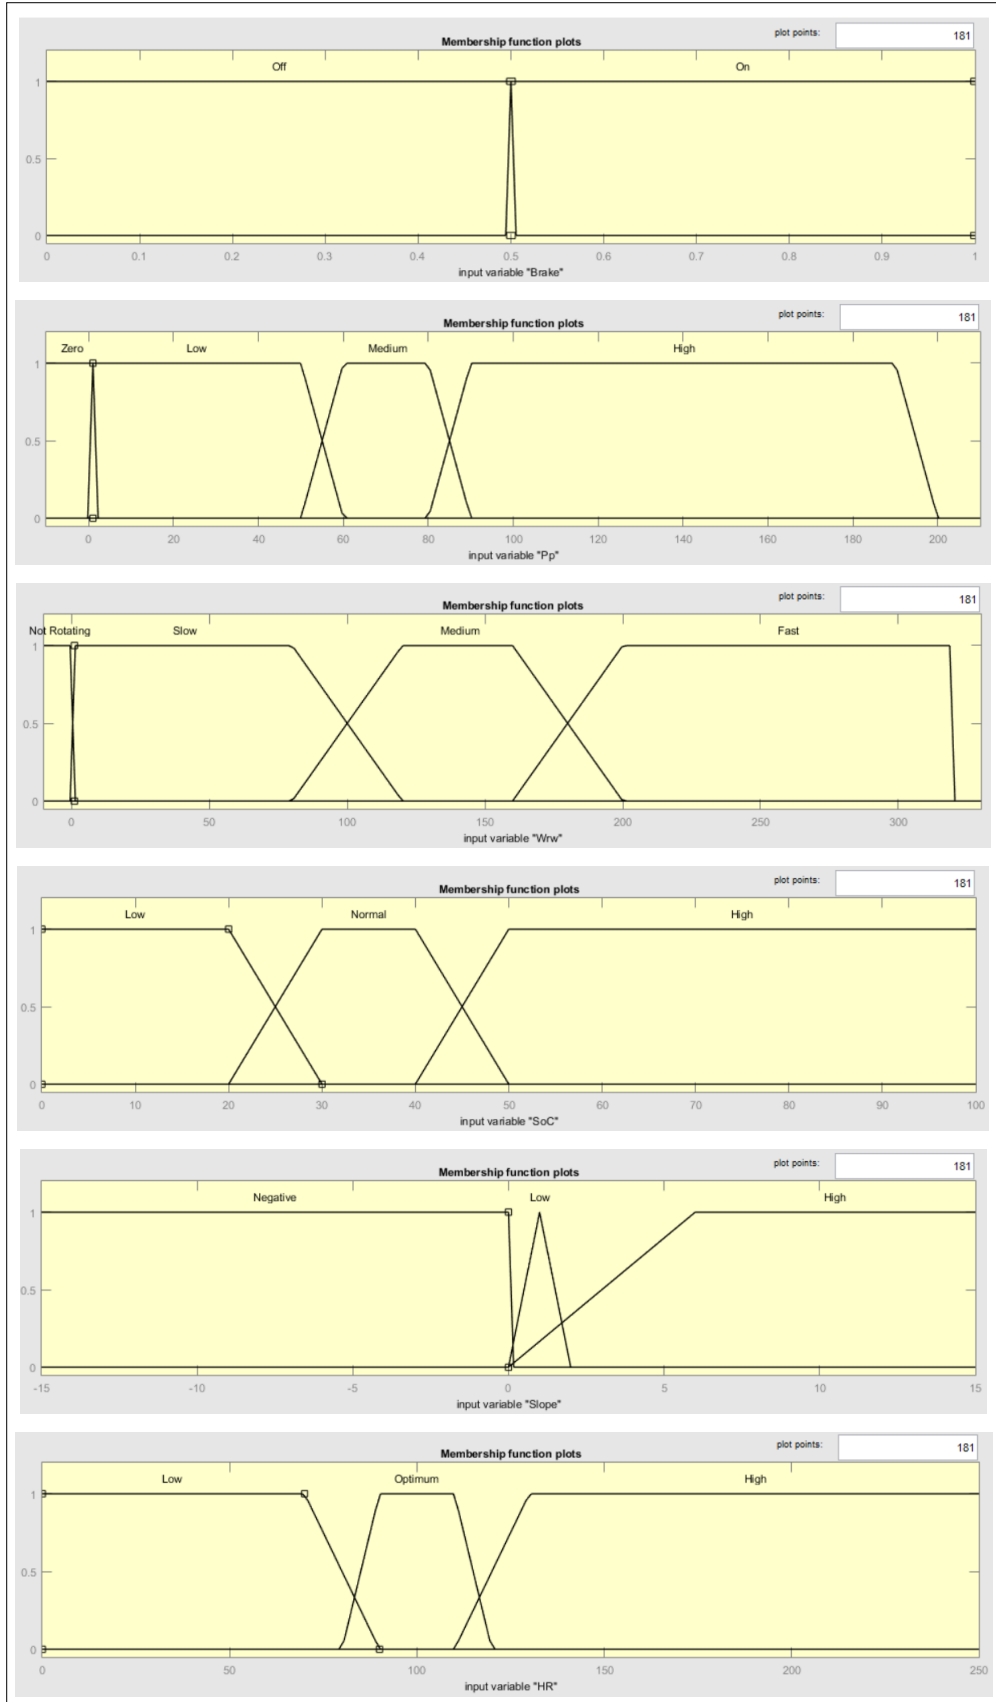 Membership function plots
plot points: 181
Off On
1
0.5
0
0 0.1 0.2 0.3 0.4 0.5 0.6 0.7 0.8 0.9 1
input variable "Brake"
Membership function plots
plot points: 181
Zero Low Medium High
1
0.5
0
0 20 40 60 80 100 120 140 160 180 200
input variable "Pp"
Membership function plots
plot points: 181
Not Rotating Slow Medium Fast
1
0.5
0
0 50 100 150 200 250 300
input variable "Wrw"
Membership function plots
plot points: 181
Low Normal High
1
0.5
0
0 10 20 30 40 50 60 70 80 90 100
input variable "SoC"
Membership function plots
plot points: 181
Negative Low High
1
0.5
0
-15 -10 -5 0 5 10 15
input variable "Slope"
Membership function plots
plot points: 181
Low Optimum High
1
0.5
0
0 50 100 150 200 250
input variable "HR"